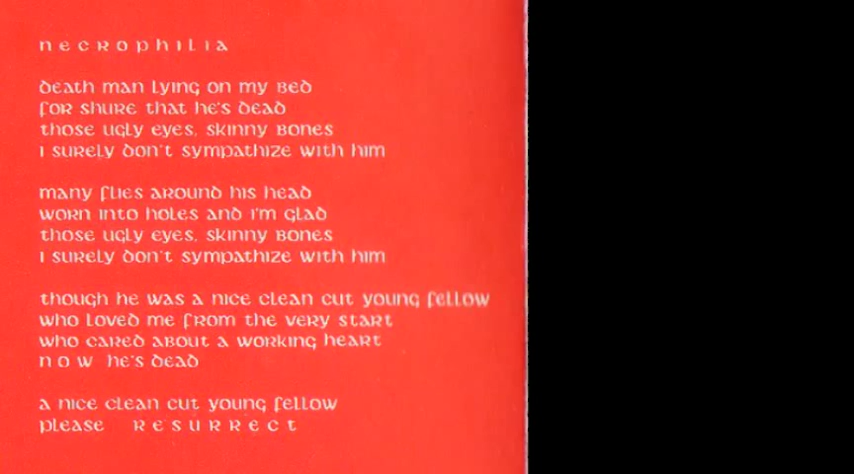 necrophilia
death man lying on my bed
for shure that he's dead
those ugly eyes, skinny bones
i surely don't sympathize with him
many flies around his head
worn into holes and i'm glad
those ugly eyes, skinny bones
i surely don't sympathize with him
though he was a nice clean cut young fellow
who loved me from the very start
who cared about a working heart
now he's dead
a nice clean cut young fellow
please resurrect